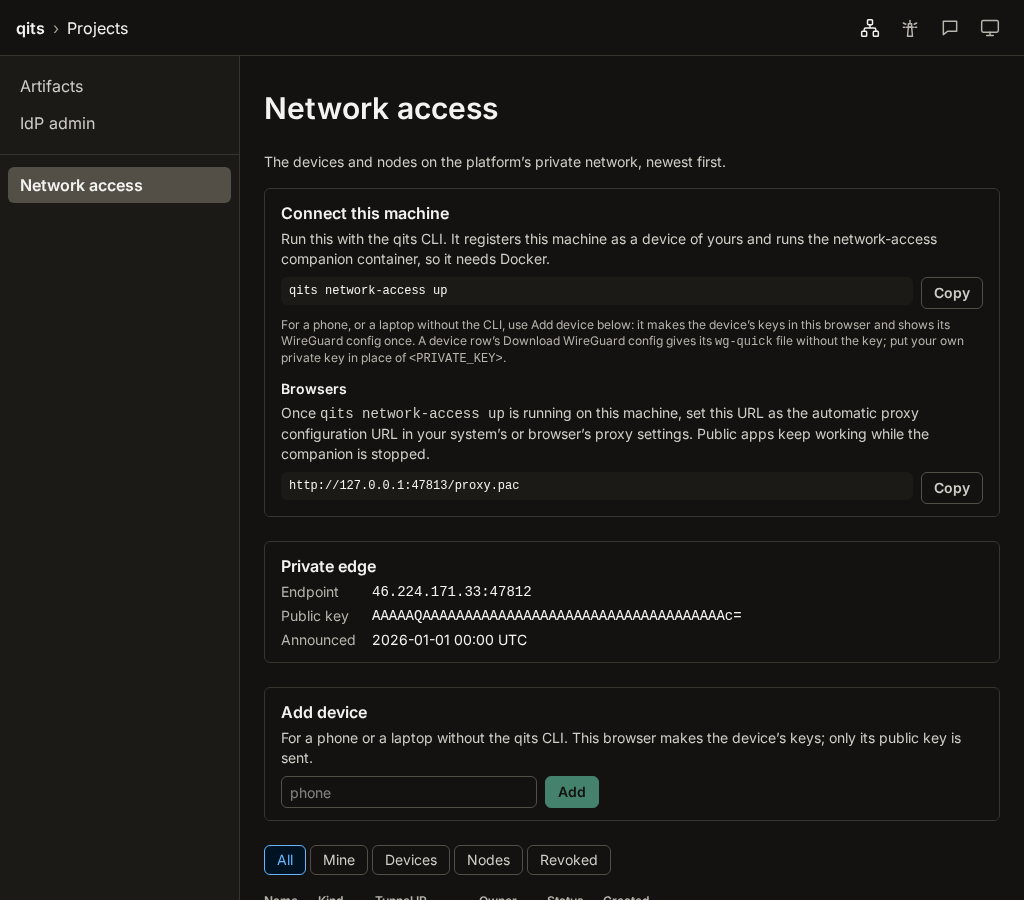 qits › Projects
Artifacts
IdP admin
Network access
Network access
The devices and nodes on the platform’s private network, newest first.
Connect this machine
Run this with the qits CLI. It registers this machine as a device of yours and runs the network-access
companion container, so it needs Docker.
qits network-access up
Copy
For a phone, or a laptop without the CLI, use Add device below: it makes the device’s keys in this browser and shows its
WireGuard config once. A device row’s Download WireGuard config gives its wg-quick file without the key; put your own
private key in place of <PRIVATE_KEY>.
Browsers
Once qits network-access up is running on this machine, set this URL as the automatic proxy
configuration URL in your system’s or browser’s proxy settings. Public apps keep working while the
companion is stopped.
http://127.0.0.1:47813/proxy.pac
Copy
Private edge
Endpoint 46.224.171.33:47812
Public key AAAAAQAAAAAAAAAAAAAAAAAAAAAAAAAAAAAAAAAAAAc=
Announced 2026-01-01 00:00 UTC
Add device
For a phone or a laptop without the qits CLI. This browser makes the device’s keys; only its public key is
sent.
phone
Add
All Mine Devices Nodes Revoked
Name Kind Tunnel IP Owner Status Created